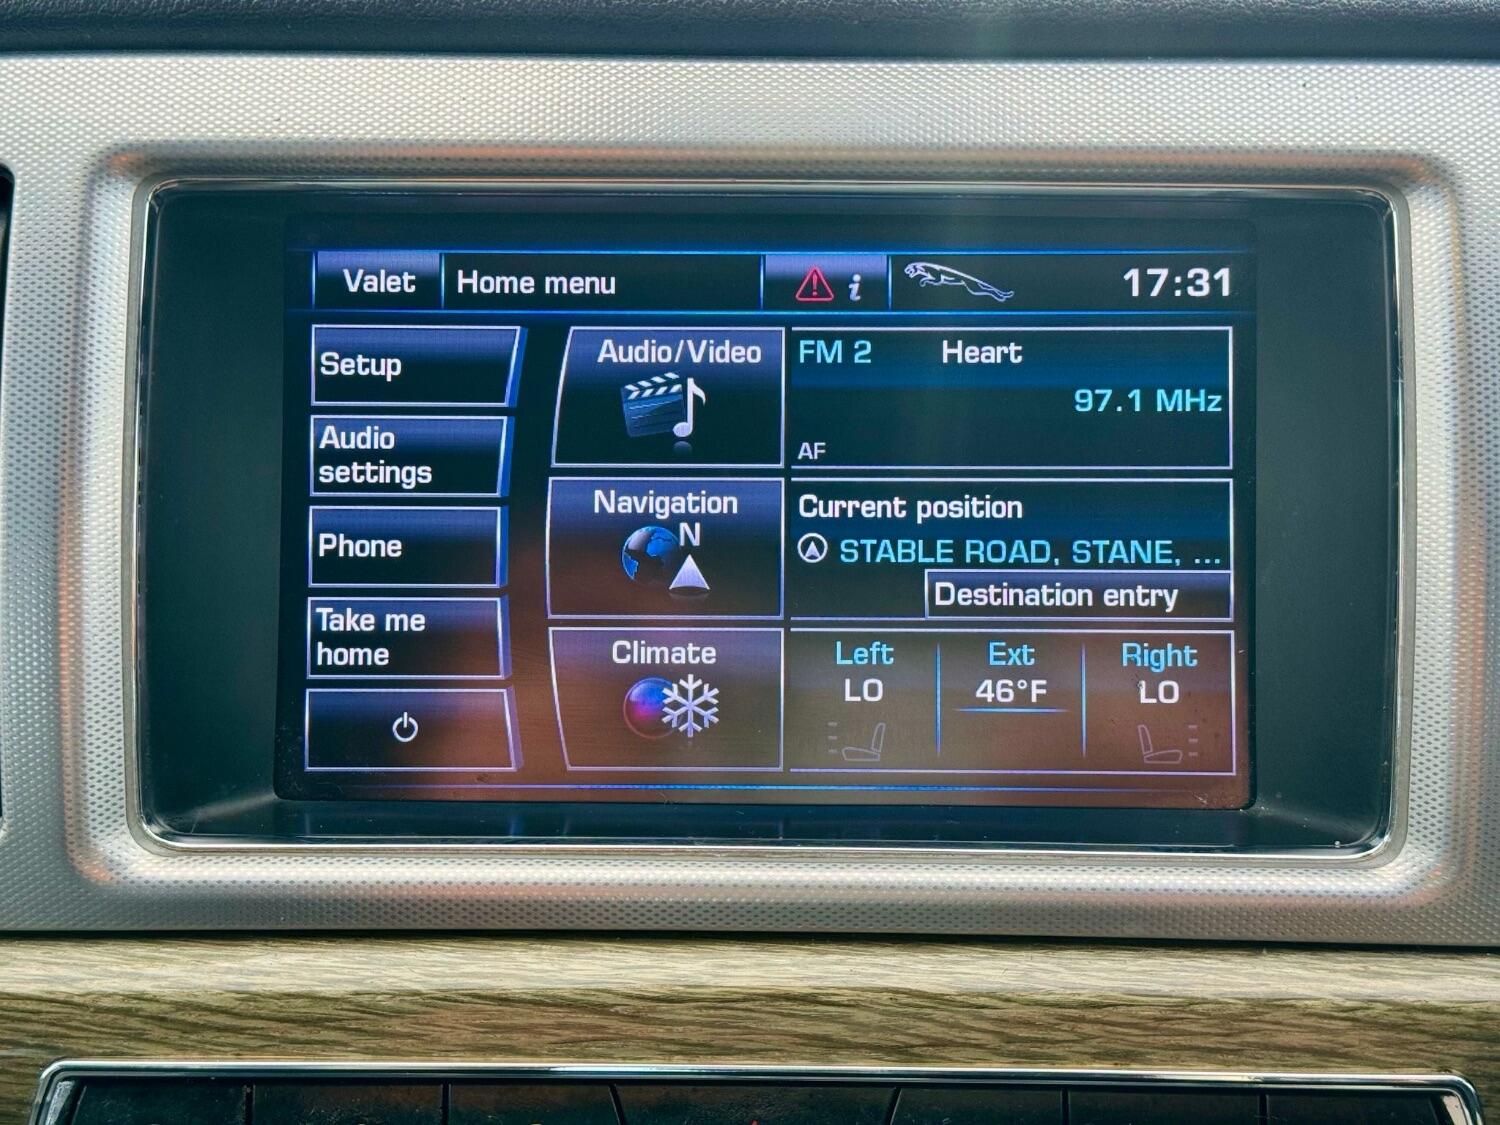 Valet
Home menu
i
17:31
Setup
Audio
settings
Phone
Take me
home
Audio/Video
Navigation
N
Climate
FM 2 Heart
97.1 MHz
AF
Current position
STABLE ROAD, STANE, ...
Destination entry
Left Ext Right
LO 46°F LO